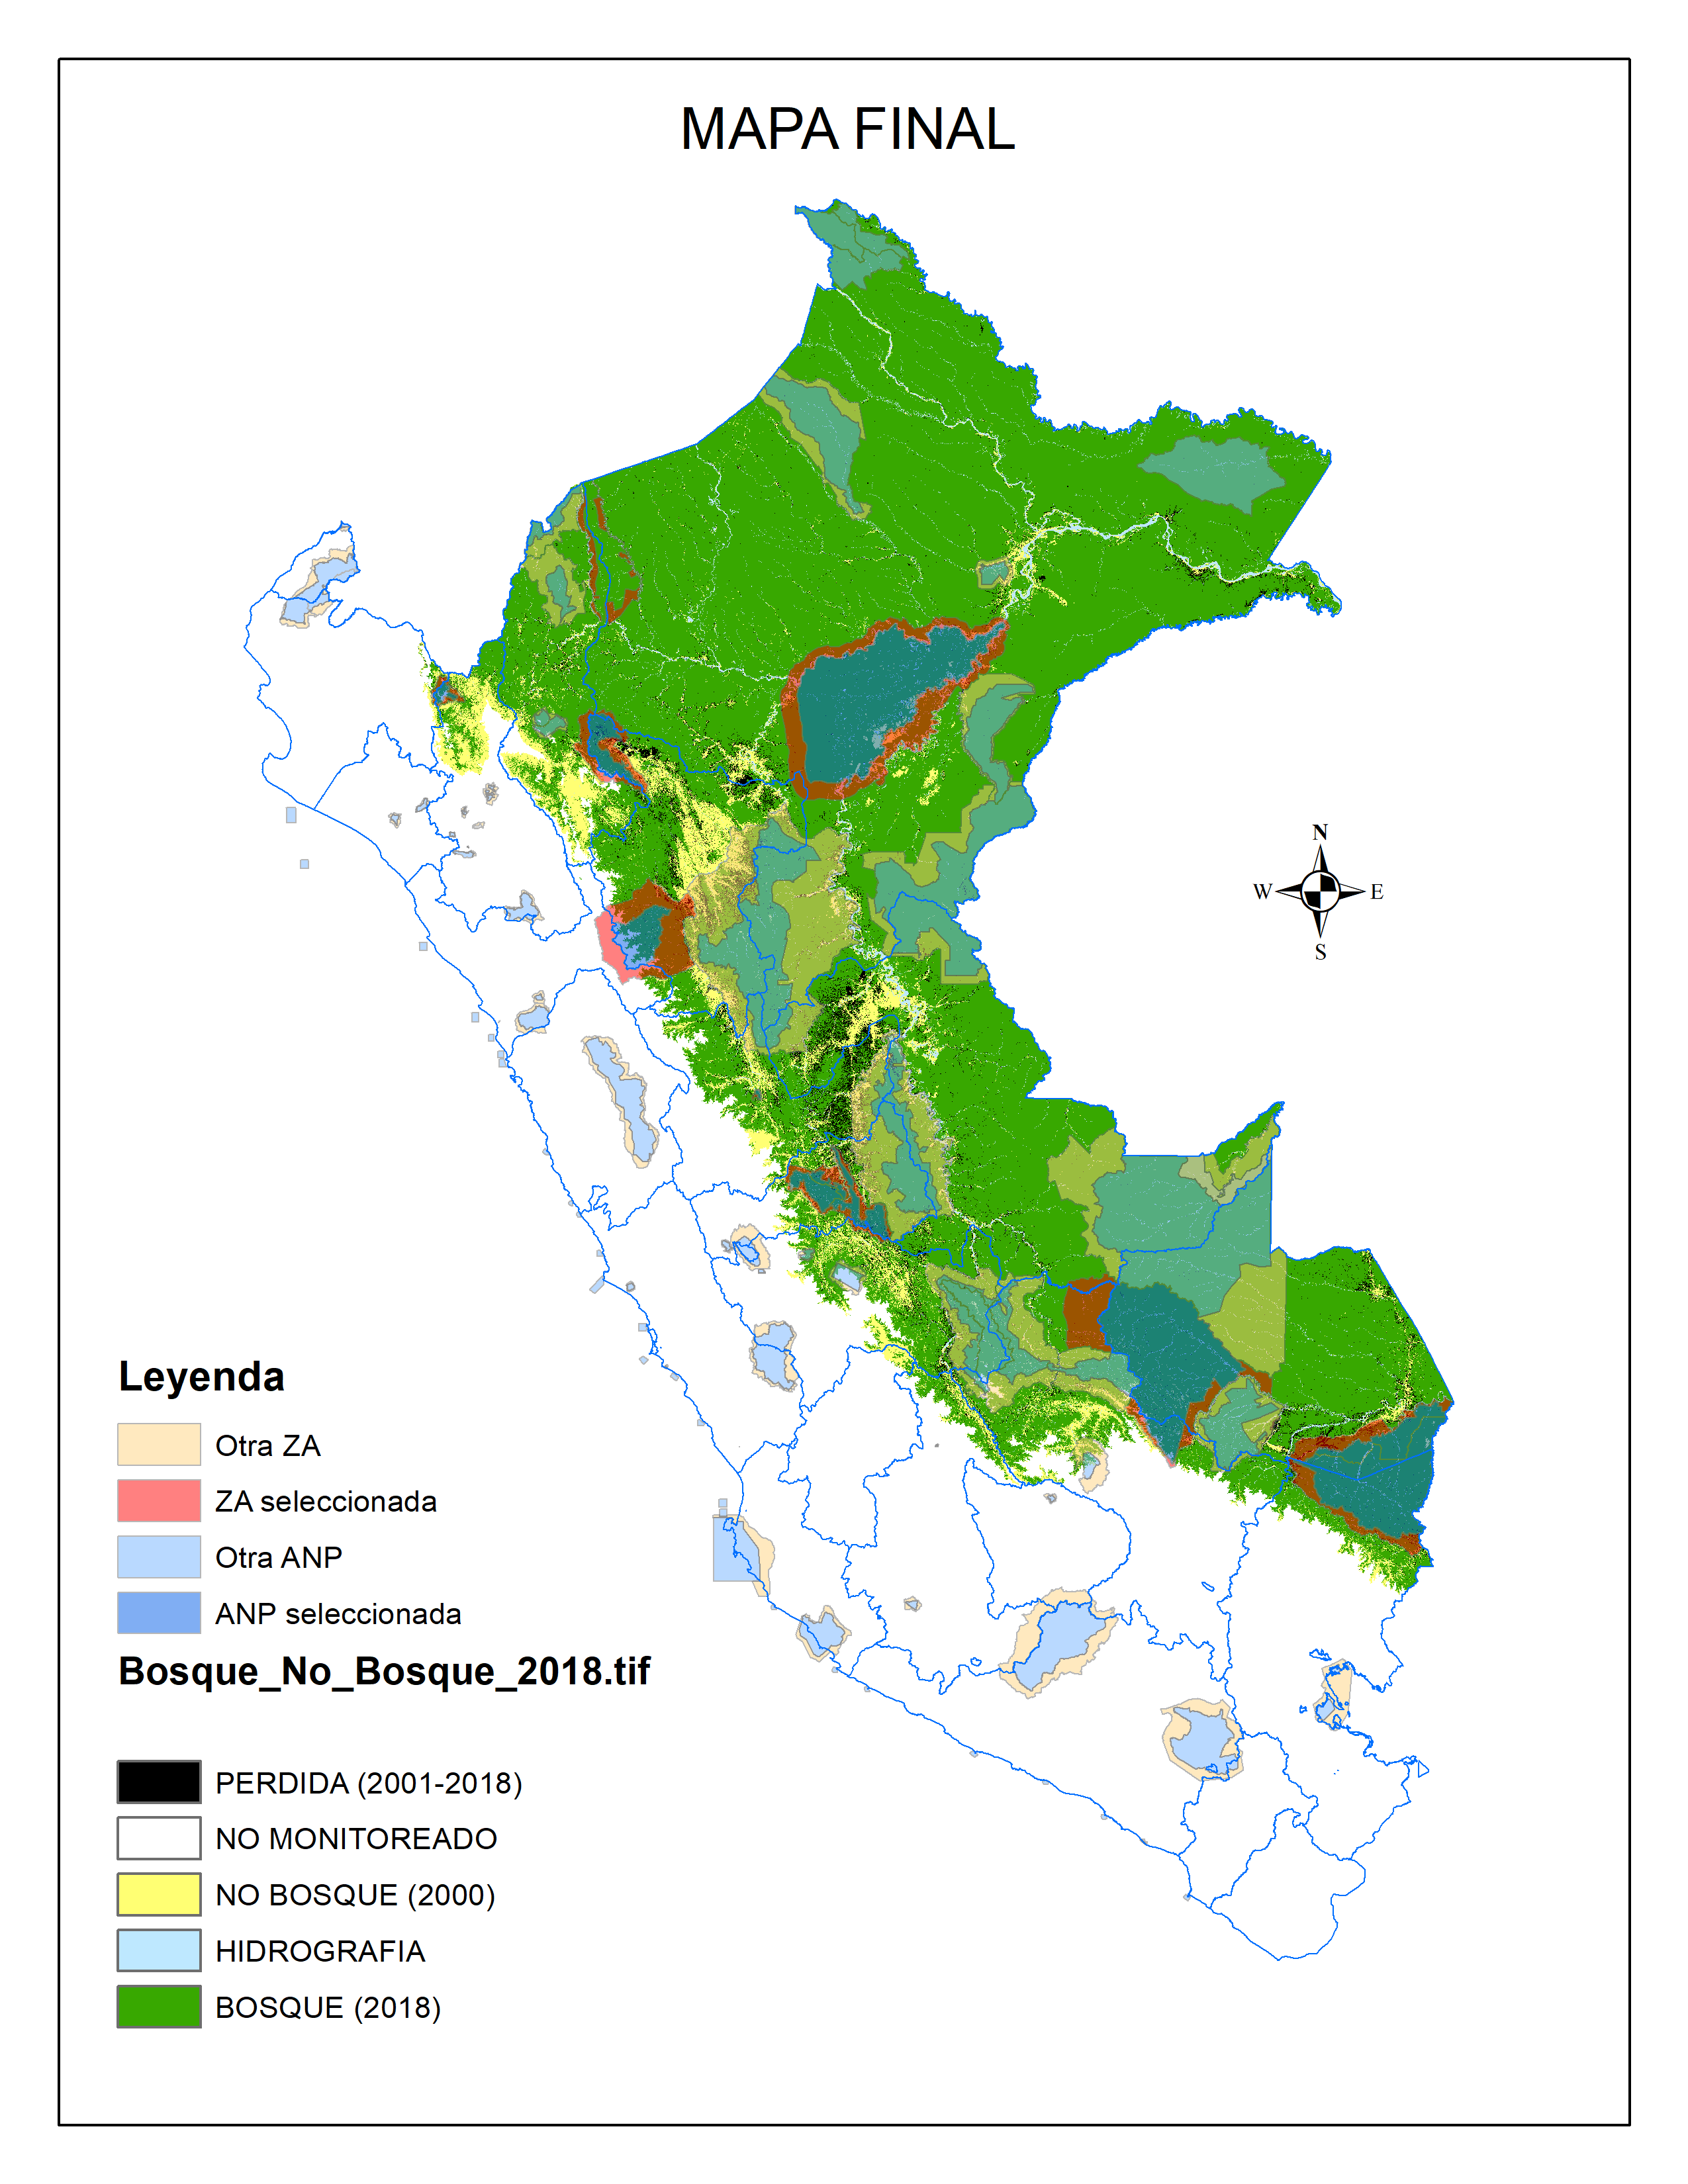 MAPA FINAL
N
W E
S
Leyenda
Otra ZA
ZA seleccionada
Otra ANP
ANP seleccionada
Bosque_No_Bosque_2018.tif
PERDIDA (2001-2018)
NO MONITOREADO
NO BOSQUE (2000)
HIDROGRAFIA
BOSQUE (2018)